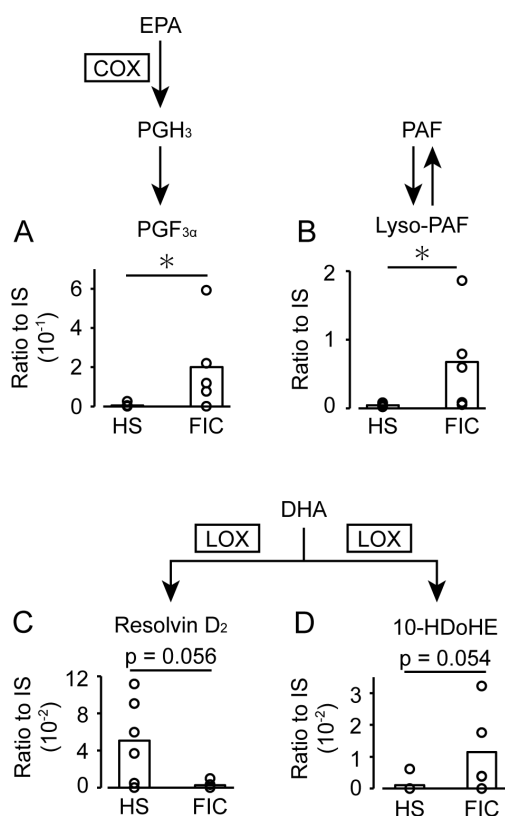 EPA
COX
PGH₃
PAF
A
PGF₃α
B
Lyso-PAF
*
*
Ratio to IS
(10⁻¹)
6
4
2
0
HS FIC
Ratio to IS
2
1
0
HS FIC
DHA
LOX
LOX
C
Resolvin D₂
D
10-HDoHE
p = 0.056
p = 0.054
Ratio to IS
(10⁻²)
12
8
4
0
HS FIC
Ratio to IS
(10⁻²)
3
2
1
0
HS FIC